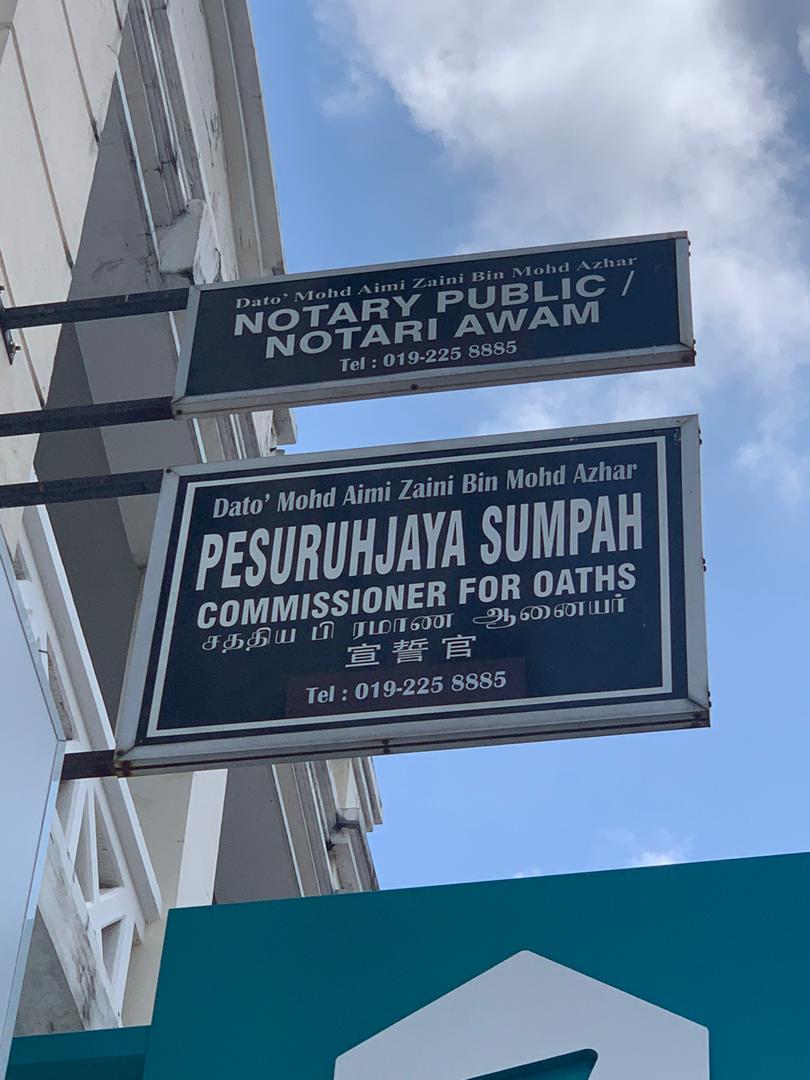 Dato' Mohd Aimi Zaini Bin Mohd Azhar
NOTARY PUBLIC /
NOTARI AWAM
Tel : 019-225 8885
Dato' Mohd Aimi Zaini Bin Mohd Azhar
PESURUHJAYA SUMPAH
COMMISSIONER FOR OATHS
சத்திய பி ரமாண ஆணையர்
宣誓官
Tel : 019-225 8885